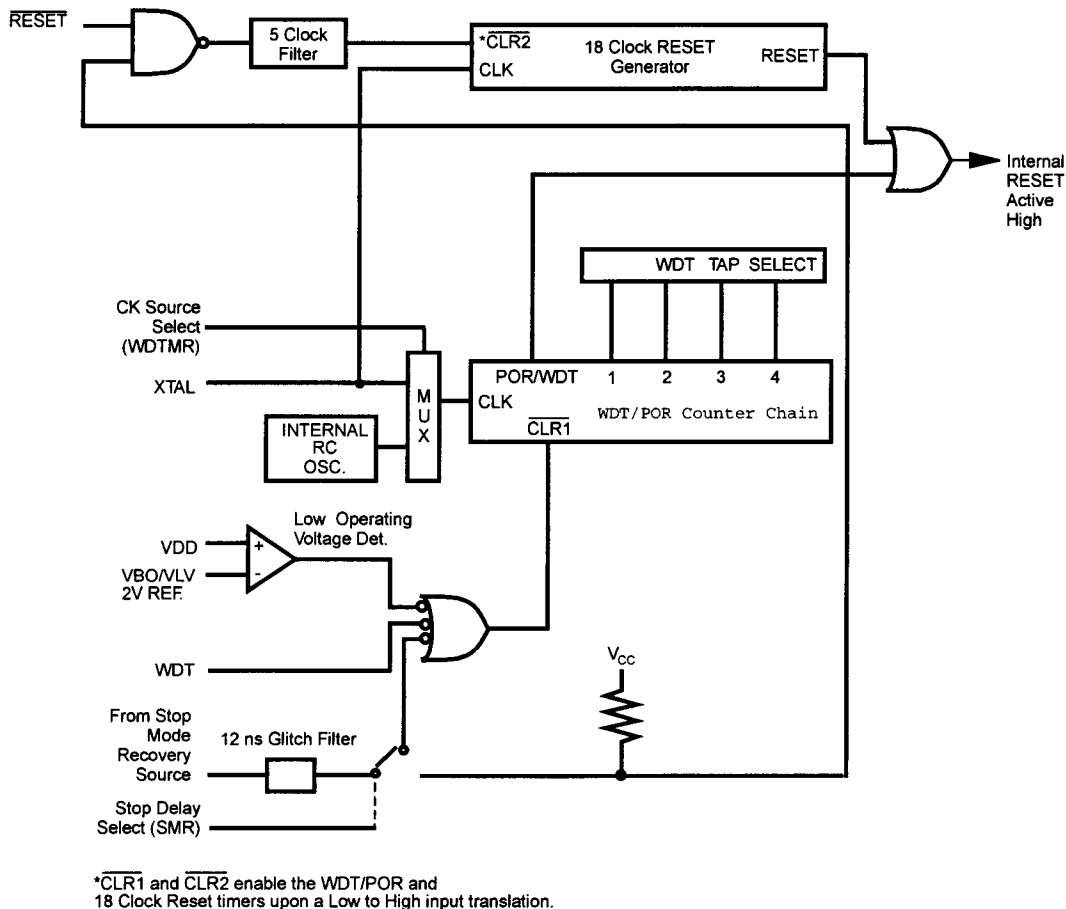 RESET
5 Clock
Filter
*CLR2
CLK
18 Clock RESET
Generator
RESET
Internal
RESET
Active
High
WDT TAP SELECT
CK Source
Select
(WDTMR)
XTAL
INTERNAL
RC
OSC.
MUX
POR/WDT 1 2 3 4
CLK
WDT/POR Counter Chain
CLR1
Low Operating
Voltage Det.
VDD
+
VBO/VLV
-
2V REF.
WDT
VCC
From Stop
Mode
Recovery
Source
12 ns Glitch Filter
Stop Delay
Select (SMR)
*CLR1 and CLR2 enable the WDT/POR and
18 Clock Reset timers upon a Low to High input translation.